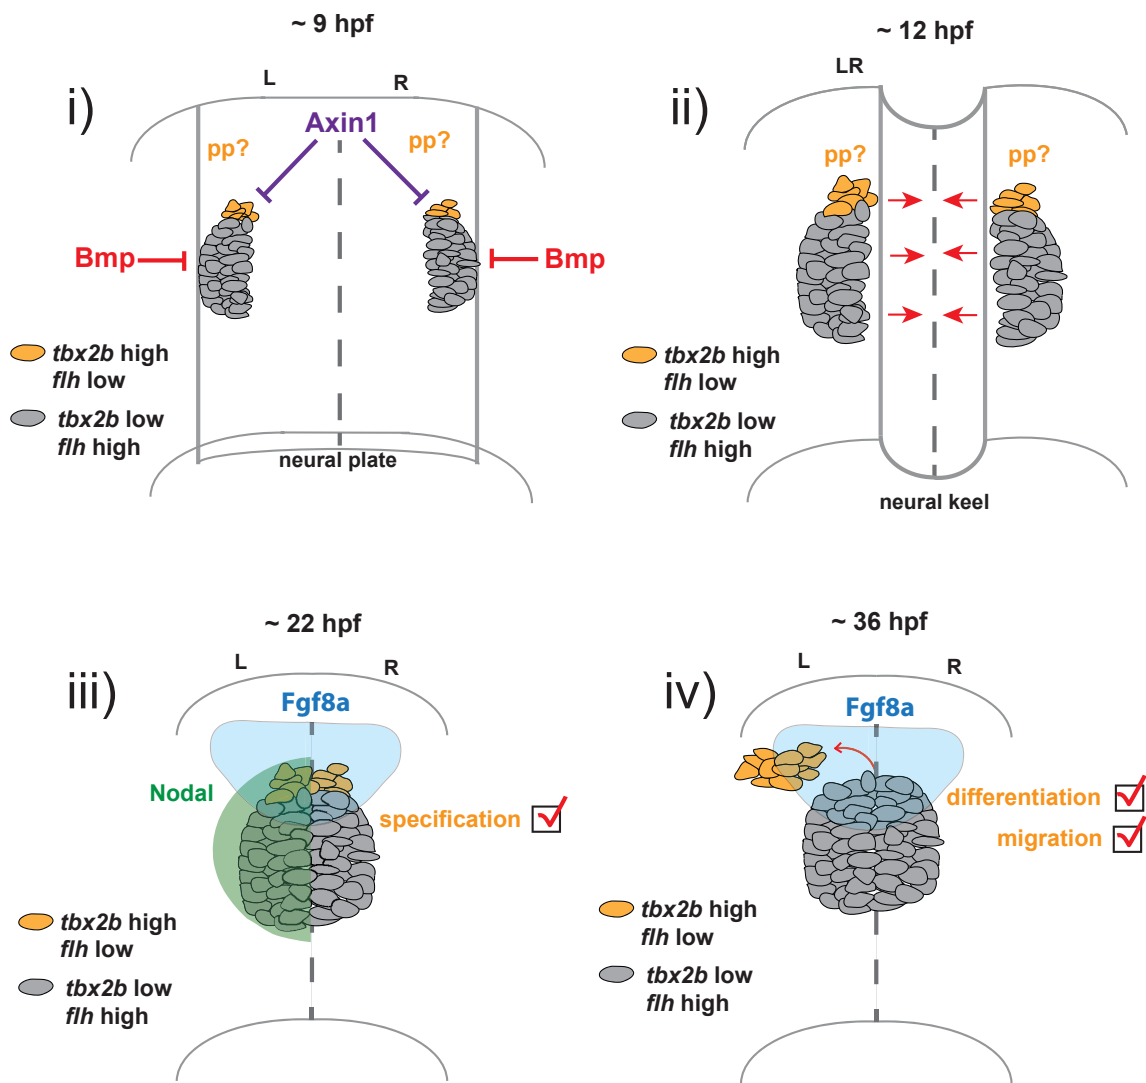 ~ 9 hpf
i)
L
R
Axin1
pp?
pp?
Bmp
Bmp
tbx2b high
flh low
tbx2b low
flh high
neural plate
~ 12 hpf
ii)
LR
pp?
pp?
tbx2b high
flh low
tbx2b low
flh high
neural keel
~ 22 hpf
iii)
L
R
Fgf8a
Nodal
specification
tbx2b high
flh low
tbx2b low
flh high
~ 36 hpf
iv)
L
R
Fgf8a
differentiation
migration
tbx2b high
flh low
tbx2b low
flh high